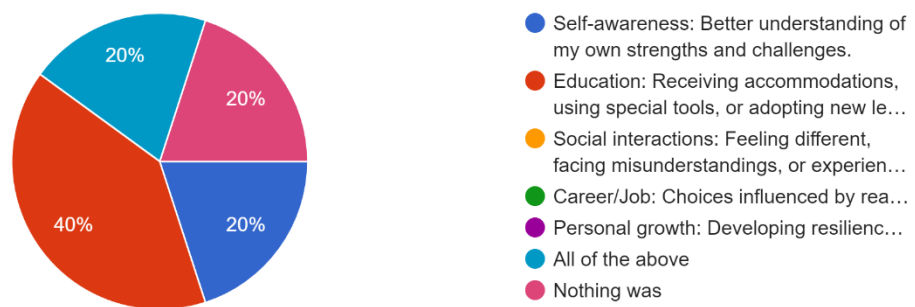 20%
20%
40%
20%
Self-awareness: Better understanding of
my own strengths and challenges.
Education: Receiving accommodations,
using special tools, or adopting new le…
Social interactions: Feeling different,
facing misunderstandings, or experien…
Career/Job: Choices influenced by rea…
Personal growth: Developing resilienc…
All of the above
Nothing was